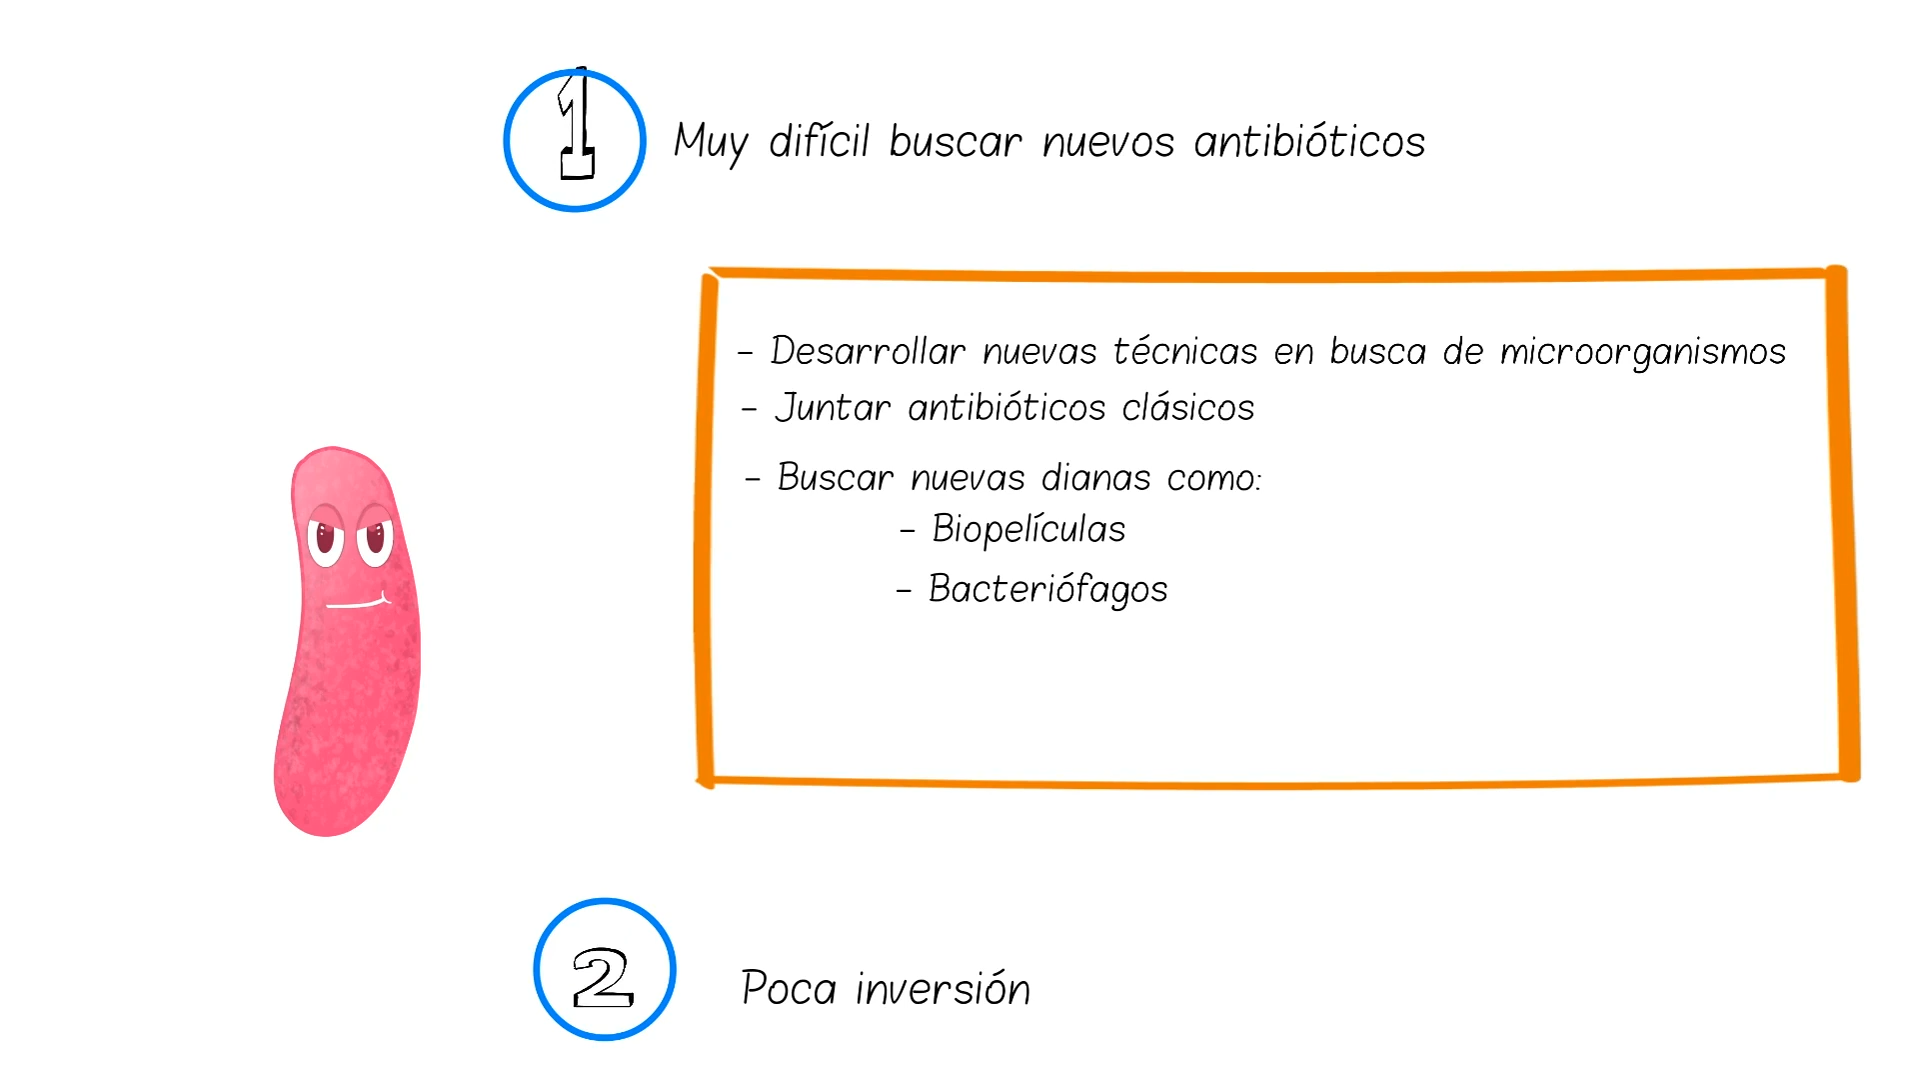 1 Muy difícil buscar nuevos antibióticos
- Desarrollar nuevas técnicas en busca de microorganismos
- Juntar antibióticos clásicos
- Buscar nuevas dianas como:
- Biopelículas
- Bacteriófagos
2 Poca inversión